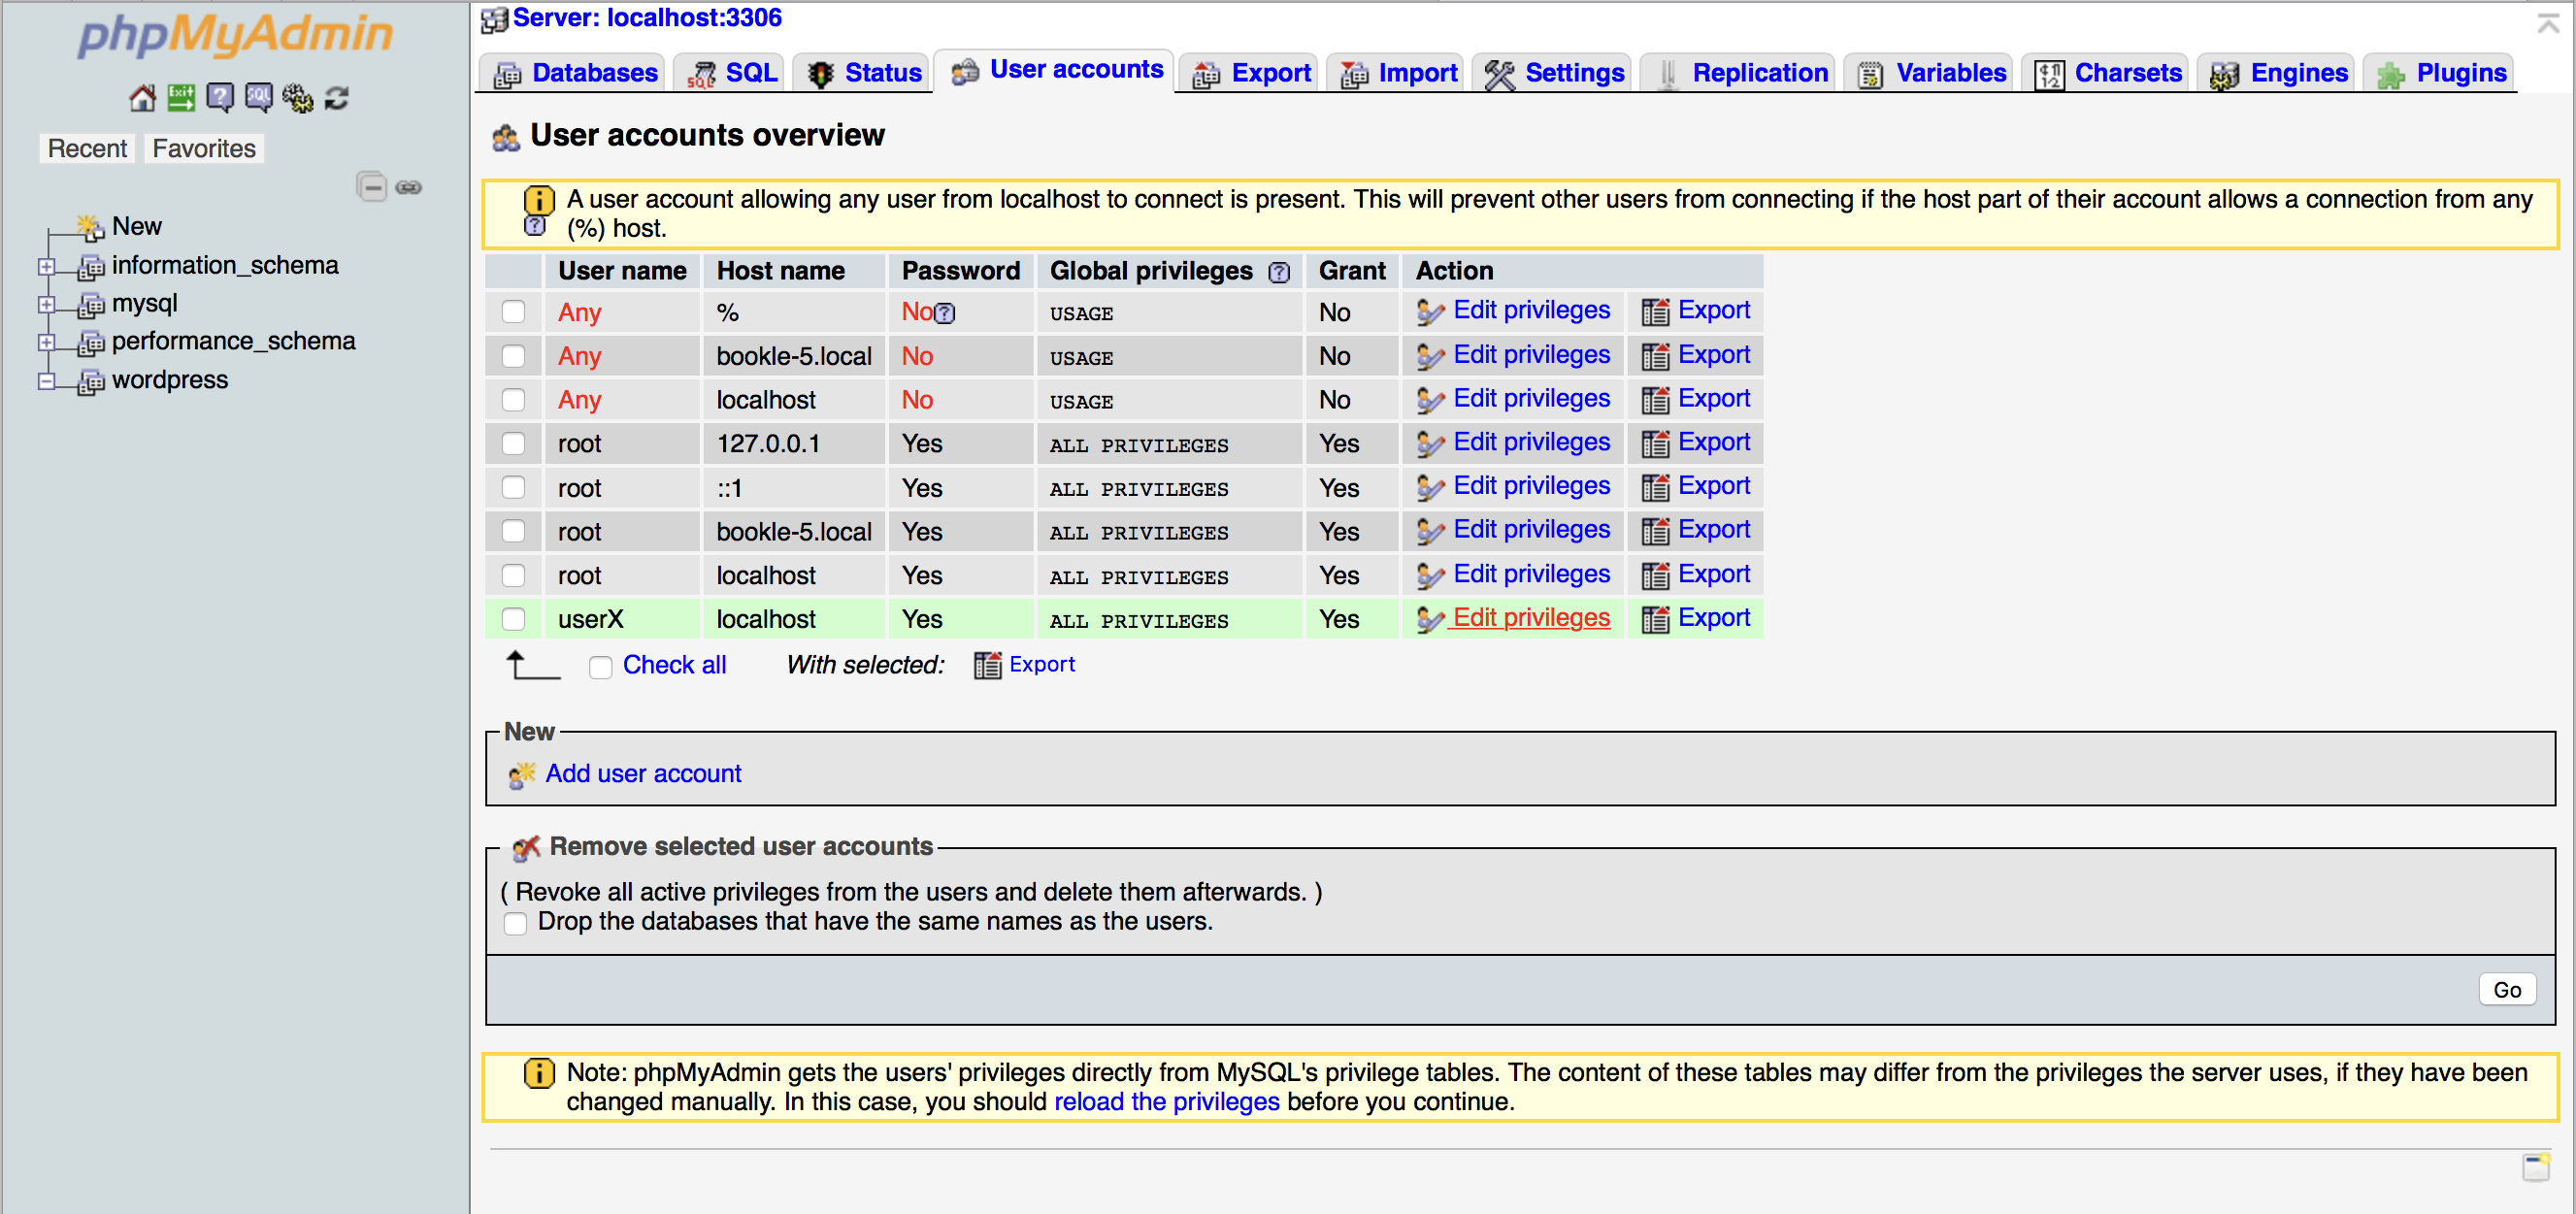 phpMyAdmin
Recent Favorites
New
information_schema
mysql
performance_schema
wordpress
Server: localhost:3306
Databases SQL Status User accounts Export Import Settings Replication Variables Charsets Engines Plugins
User accounts overview
A user account allowing any user from localhost to connect is present. This will prevent other users from connecting if the host part of their account allows a connection from any
(%) host.
User name Host name Password Global privileges Grant Action
Any % No USAGE No Edit privileges Export
Any bookle-5.local No USAGE No Edit privileges Export
Any localhost No USAGE No Edit privileges Export
root 127.0.0.1 Yes ALL PRIVILEGES Yes Edit privileges Export
root ::1 Yes ALL PRIVILEGES Yes Edit privileges Export
root bookle-5.local Yes ALL PRIVILEGES Yes Edit privileges Export
root localhost Yes ALL PRIVILEGES Yes Edit privileges Export
userX localhost Yes ALL PRIVILEGES Yes Edit privileges Export
Check all With selected: Export
New
Add user account
Remove selected user accounts
( Revoke all active privileges from the users and delete them afterwards. )
Drop the databases that have the same names as the users.
Go
Note: phpMyAdmin gets the users' privileges directly from MySQL's privilege tables. The content of these tables may differ from the privileges the server uses, if they have been
changed manually. In this case, you should reload the privileges before you continue.